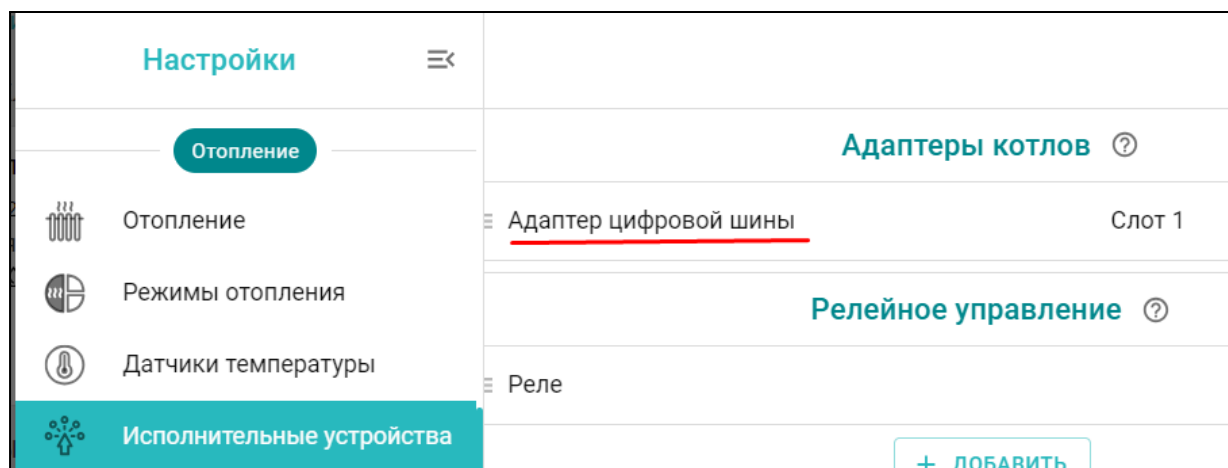 Настройки
Отопление
Отопление
Режимы отопления
Датчики температуры
Исполнительные устройства
Адаптеры котлов
Адаптер цифровой шины
Слот 1
Релейное управление
Реле
+ ДОБАВИТЬ